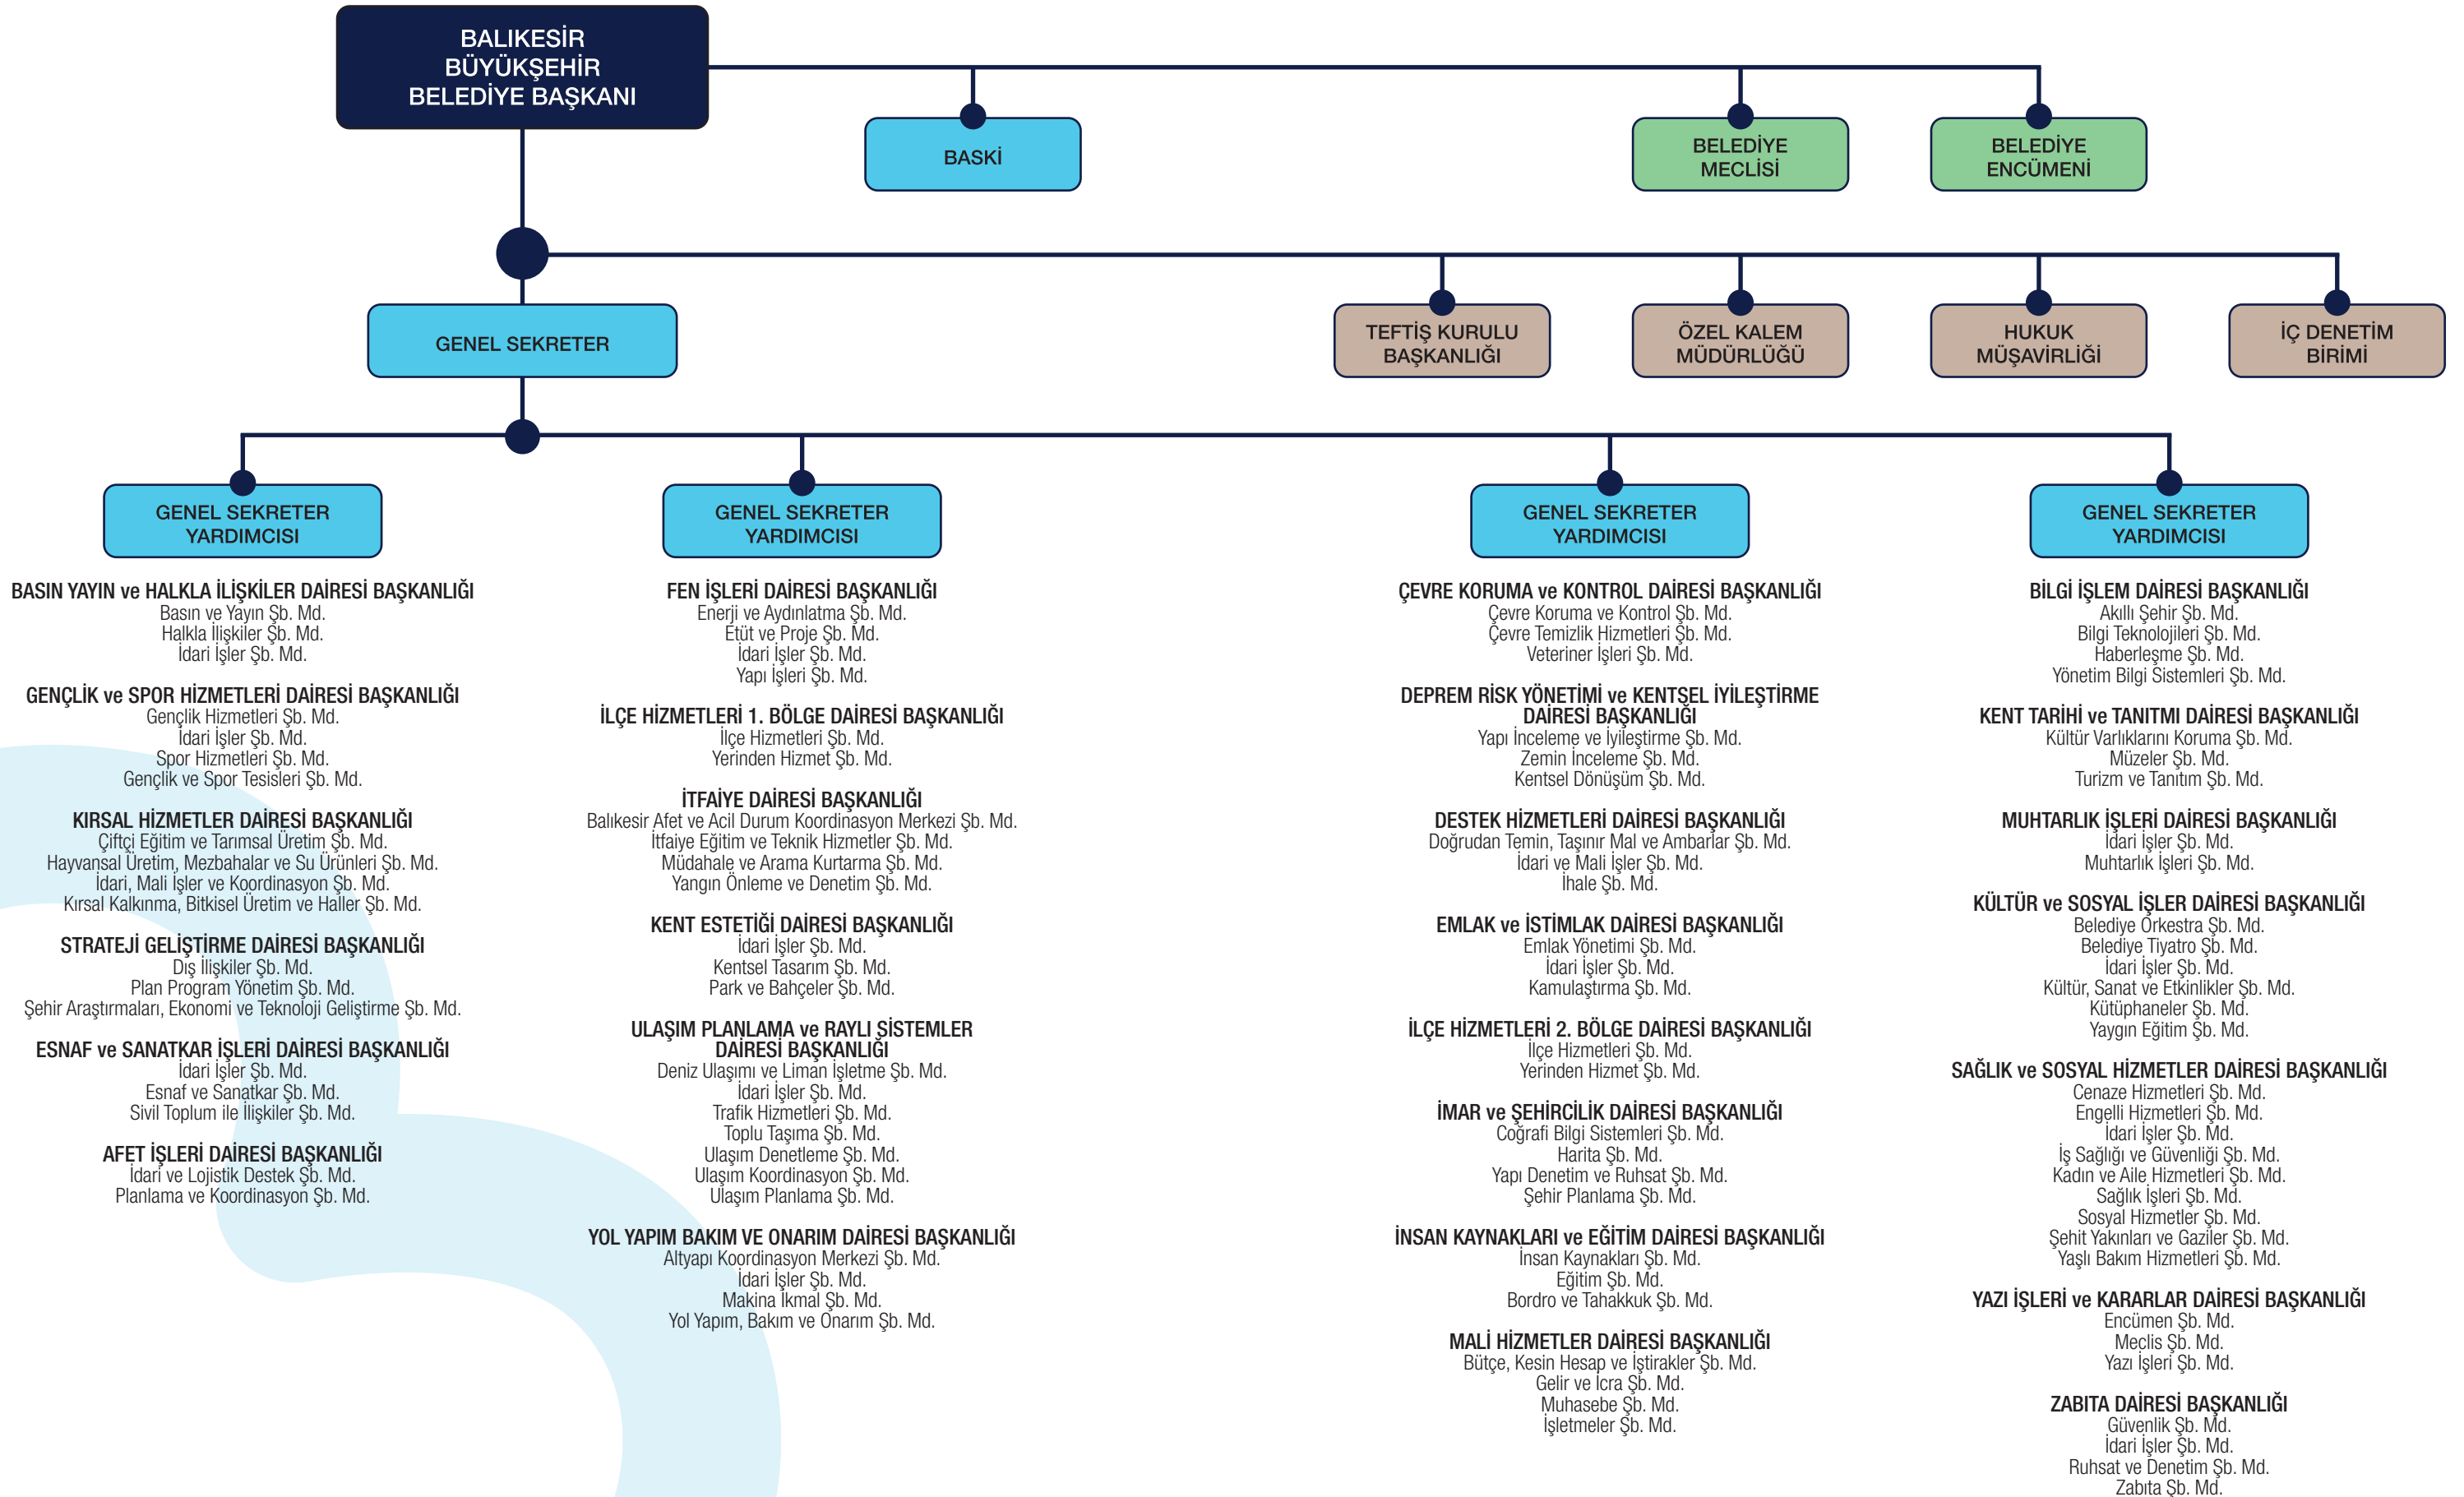 BALIKESİR
BÜYÜKŞEHİR
BELEDİYE BAŞKANI
BASKİ
BELEDİYE
MECLİSİ
BELEDİYE
ENCÜMENİ
GENEL SEKRETER
TEFTİŞ KURULU
BAŞKANLIĞI
ÖZEL KALEM
MÜDÜRLÜĞÜ
HUKUK
MÜŞAVİRLİĞİ
İÇ DENETİM
BİRİMİ
GENEL SEKRETER
YARDIMCISI
BASIN YAYIN ve HALKLA İLİŞKİLER DAİRESİ BAŞKANLIĞI
Basın ve Yayın Şb. Md.
Halkla İlişkiler Şb. Md.
İdari İşler Şb. Md.
GENÇLİK ve SPOR HİZMETLERİ DAİRESİ BAŞKANLIĞI
Gençlik Hizmetleri Şb. Md.
İdari İşler Şb. Md.
Spor Hizmetleri Şb. Md.
Gençlik ve Spor Tesisleri Şb. Md.
KIRSAL HİZMETLER DAİRESİ BAŞKANLIĞI
Çiftçi Eğitim ve Tarımsal Üretim Şb. Md.
Hayvansal Üretim, Mezbahalar ve Su Ürünleri Şb. Md.
İdari, Mali İşler ve Koordinasyon Şb. Md.
Kırsal Kalkınma, Bitkisel Üretim ve Haller Şb. Md.
STRATEJİ GELİŞTİRME DAİRESİ BAŞKANLIĞI
Dış İlişkiler Şb. Md.
Plan Program Yönetim Şb. Md.
Şehir Araştırmaları, Ekonomi ve Teknoloji Geliştirme Şb. Md.
ESNAF ve SANATKAR İŞLERİ DAİRESİ BAŞKANLIĞI
İdari İşler Şb. Md.
Esnaf ve Sanatkar Şb. Md.
Sivil Toplum ile İlişkiler Şb. Md.
AFET İŞLERİ DAİRESİ BAŞKANLIĞI
İdari ve Lojistik Destek Şb. Md.
Planlama ve Koordinasyon Şb. Md.
GENEL SEKRETER
YARDIMCISI
FEN İŞLERİ DAİRESİ BAŞKANLIĞI
Enerji ve Aydınlatma Şb. Md.
Etüt ve Proje Şb. Md.
İdari İşler Şb. Md.
Yapı İşleri Şb. Md.
İLÇE HİZMETLERİ 1. BÖLGE DAİRESİ BAŞKANLIĞI
İlçe Hizmetleri Şb. Md.
Yerinden Hizmet Şb. Md.
İTFAİYE DAİRESİ BAŞKANLIĞI
Balıkesir Afet ve Acil Durum Koordinasyon Merkezi Şb. Md.
İtfaiye Eğitim ve Teknik Hizmetler Şb. Md.
Müdahale ve Arama Kurtarma Şb. Md.
Yangın Önleme ve Denetim Şb. Md.
KENT ESTETİĞİ DAİRESİ BAŞKANLIĞI
İdari İşler Şb. Md.
Kentsel Tasarım Şb. Md.
Park ve Bahçeler Şb. Md.
ULAŞIM PLANLAMA ve RAYLI SİSTEMLER
DAİRESİ BAŞKANLIĞI
Deniz Ulaşımı ve Liman İşletme Şb. Md.
İdari İşler Şb. Md.
Trafik Hizmetleri Şb. Md.
Toplu Taşıma Şb. Md.
Ulaşım Denetleme Şb. Md.
Ulaşım Koordinasyon Şb. Md.
Ulaşım Planlama Şb. Md.
YOL YAPIM BAKIM VE ONARIM DAİRESİ BAŞKANLIĞI
Altyapı Koordinasyon Merkezi Şb. Md.
İdari İşler Şb. Md.
Makina İkmal Şb. Md.
Yol Yapım, Bakım ve Onarım Şb. Md.
GENEL SEKRETER
YARDIMCISI
ÇEVRE KORUMA ve KONTROL DAİRESİ BAŞKANLIĞI
Çevre Koruma ve Kontrol Şb. Md.
Çevre Temizlik Hizmetleri Şb. Md.
Veteriner İşleri Şb. Md.
DEPREM RİSK YÖNETİMİ ve KENTSEL İYİLEŞTİRME
DAİRESİ BAŞKANLIĞI
Yapı İnceleme ve İyileştirme Şb. Md.
Zemin İnceleme Şb. Md.
Kentsel Dönüşüm Şb. Md.
DESTEK HİZMETLERİ DAİRESİ BAŞKANLIĞI
Doğrudan Temin, Taşınır Mal ve Ambarlar Şb. Md.
İdari ve Mali İşler Şb. Md.
İhale Şb. Md.
EMLAK ve İSTİMLAK DAİRESİ BAŞKANLIĞI
Emlak Yönetimi Şb. Md.
İdari İşler Şb. Md.
Kamulaştırma Şb. Md.
İLÇE HİZMETLERİ 2. BÖLGE DAİRESİ BAŞKANLIĞI
İlçe Hizmetleri Şb. Md.
Yerinden Hizmet Şb. Md.
İMAR ve ŞEHİRCİLİK DAİRESİ BAŞKANLIĞI
Coğrafi Bilgi Sistemleri Şb. Md.
Harita Şb. Md.
Yapı Denetim ve Ruhsat Şb. Md.
Şehir Planlama Şb. Md.
İNSAN KAYNAKLARI ve EĞİTİM DAİRESİ BAŞKANLIĞI
İnsan Kaynakları Şb. Md.
Eğitim Şb. Md.
Bordro ve Tahakkuk Şb. Md.
MALİ HİZMETLER DAİRESİ BAŞKANLIĞI
Bütçe, Kesin Hesap ve İştirakler Şb. Md.
Gelir ve İcra Şb. Md.
Muhasebe Şb. Md.
İşletmeler Şb. Md.
GENEL SEKRETER
YARDIMCISI
BİLGİ İŞLEM DAİRESİ BAŞKANLIĞI
Akıllı Şehir Şb. Md.
Bilgi Teknolojileri Şb. Md.
Haberleşme Şb. Md.
Yönetim Bilgi Sistemleri Şb. Md.
KENT TARİHİ ve TANITMI DAİRESİ BAŞKANLIĞI
Kültür Varlıklarını Koruma Şb. Md.
Müzeler Şb. Md.
Turizm ve Tanıtım Şb. Md.
MUHTARLIK İŞLERİ DAİRESİ BAŞKANLIĞI
İdari İşler Şb. Md.
Muhtarlık İşleri Şb. Md.
KÜLTÜR ve SOSYAL İŞLER DAİRESİ BAŞKANLIĞI
Belediye Orkestra Şb. Md.
Belediye Tiyatro Şb. Md.
İdari İşler Şb. Md.
Kültür, Sanat ve Etkinlikler Şb. Md.
Kütüphaneler Şb. Md.
Yaygın Eğitim Şb. Md.
SAĞLIK ve SOSYAL HİZMETLER DAİRESİ BAŞKANLIĞI
Cenaze Hizmetleri Şb. Md.
Engelli Hizmetleri Şb. Md.
İdari İşler Şb. Md.
İş Sağlığı ve Güvenliği Şb. Md.
Kadın ve Aile Hizmetleri Şb. Md.
Sağlık İşleri Şb. Md.
Sosyal Hizmetler Şb. Md.
Şehit Yakınları ve Gaziler Şb. Md.
Yaşlı Bakım Hizmetleri Şb. Md.
YAZI İŞLERİ ve KARARLAR DAİRESİ BAŞKANLIĞI
Encümen Şb. Md.
Meclis Şb. Md.
Yazı İşleri Şb. Md.
ZABITA DAİRESİ BAŞKANLIĞI
Güvenlik Şb. Md.
İdari İşler Şb. Md.
Ruhsat ve Denetim Şb. Md.
Zabıta Şb. Md.